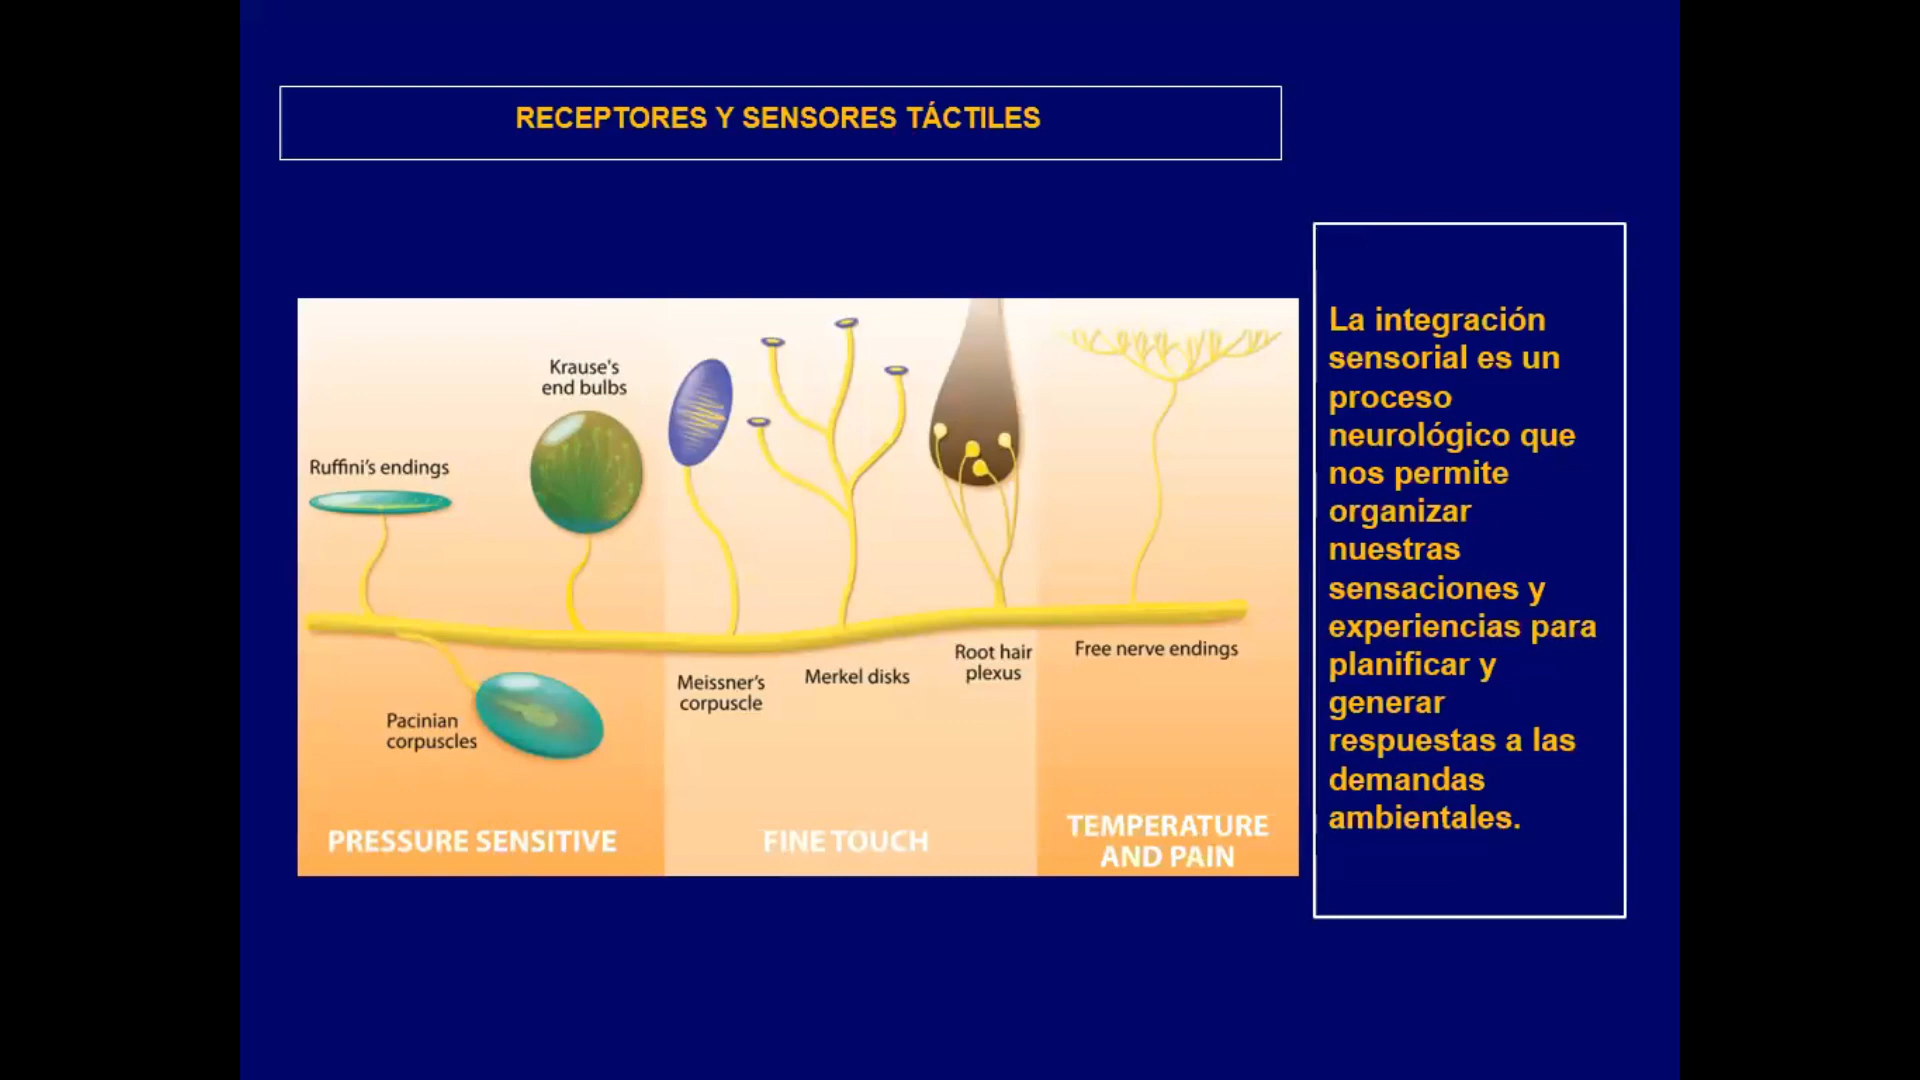 RECEPTORES Y SENSORES TÁCTILES
Krause's
end bulbs
Ruffini's endings
Pacinian
corpuscles
Meissner's
corpuscle
Merkel disks
Root hair
plexus
Free nerve endings
PRESSURE SENSITIVE
FINE TOUCH
TEMPERATURE
AND PAIN
La integración
sensorial es un
proceso
neurológico que
nos permite
organizar
nuestras
sensaciones y
experiencias para
planificar y
generar
respuestas a las
demandas
ambientales.